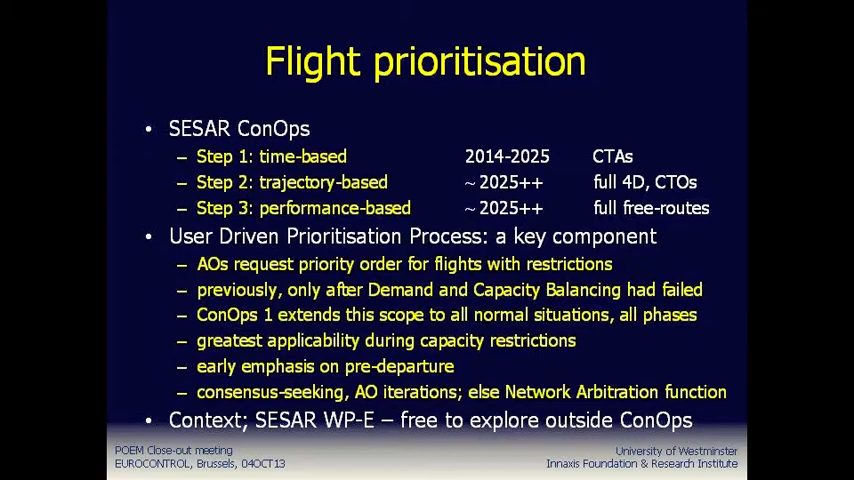 Flight prioritisation
• SESAR ConOps
– Step 1: time-based 2014-2025 CTAs
– Step 2: trajectory-based ~ 2025++ full 4D, CTOs
– Step 3: performance-based ~ 2025++ full free-routes
• User Driven Prioritisation Process: a key component
– AOs request priority order for flights with restrictions
– previously, only after Demand and Capacity Balancing had failed
– ConOps 1 extends this scope to all normal situations, all phases
– greatest applicability during capacity restrictions
– early emphasis on pre-departure
– consensus-seeking, AO iterations; else Network Arbitration function
• Context; SESAR WP-E – free to explore outside ConOps
POEM Close-out meeting
EUROCONTROL, Brussels, 04OCT13
University of Westminster
Innaxis Foundation & Research Institute